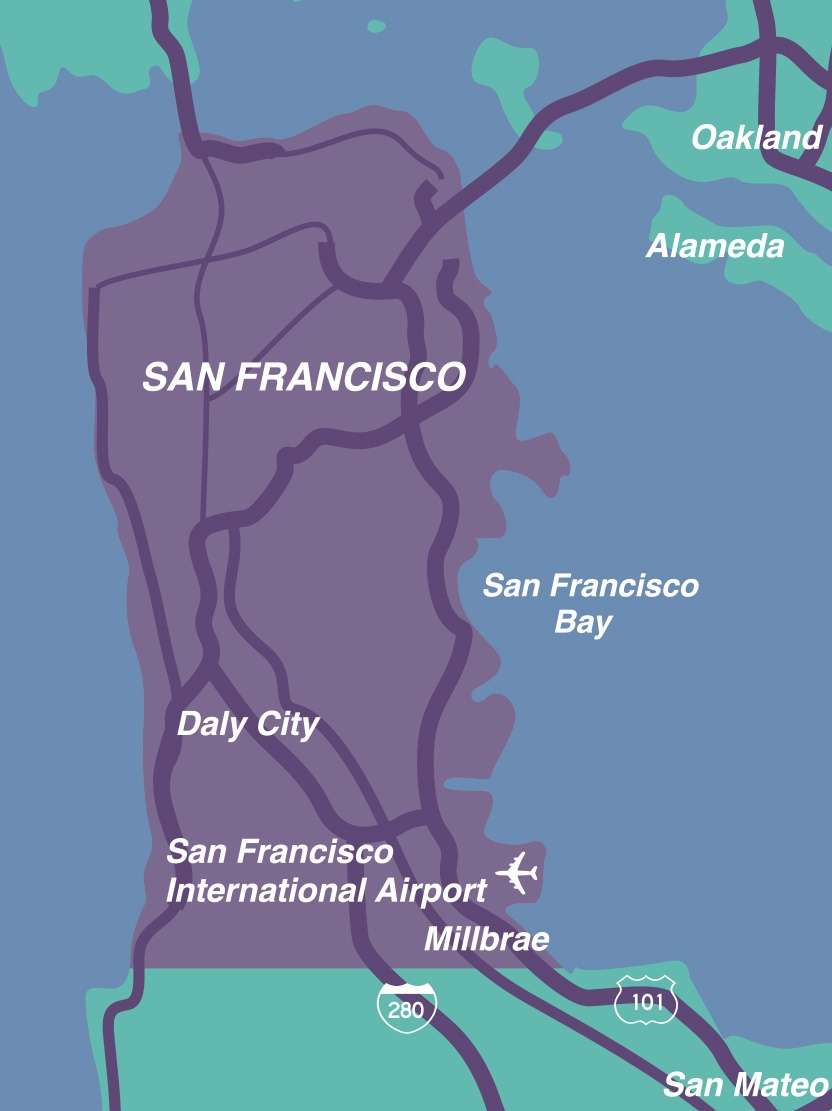 Oakland
Alameda
SAN FRANCISCO
San Francisco
Bay
Daly City
San Francisco
International Airport
Millbrae
280
101
San Mateo